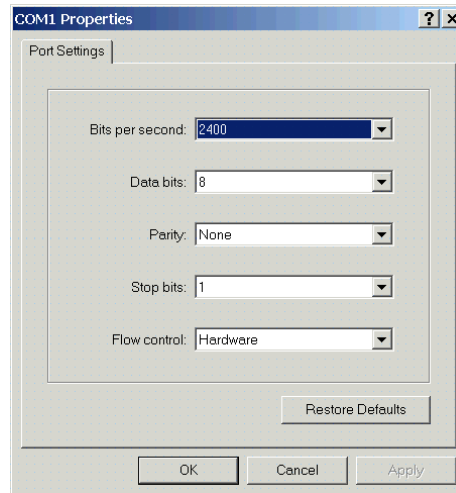 COM1 Properties ? ×
Port Settings
Bits per second: 2400
Data bits: 8
Parity: None
Stop bits: 1
Flow control: Hardware
Restore Defaults
OK Cancel Apply